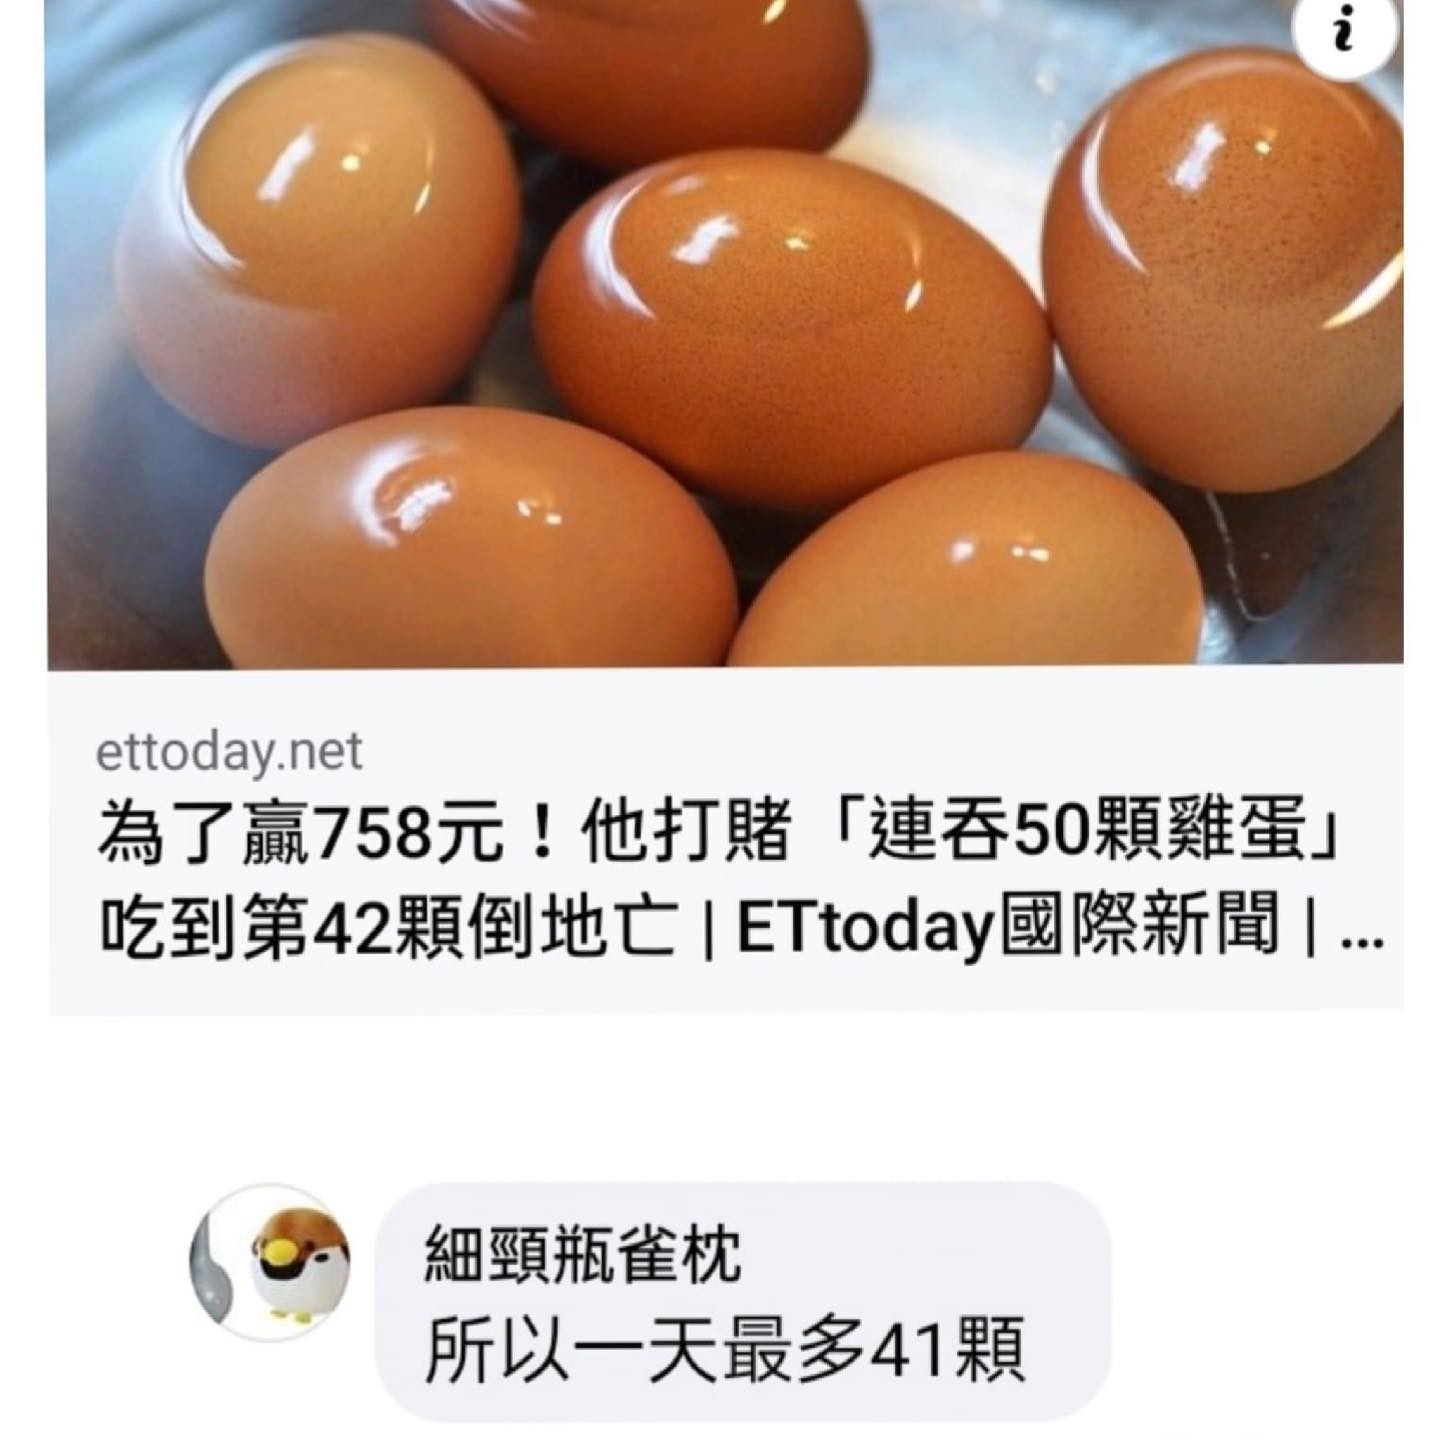 i
ettoday.net
為了贏758元！他打賭「連吞50顆雞蛋」
吃到第42顆倒地亡 | ETtoday國際新聞 | ...
細頸瓶雀枕
所以一天最多41顆